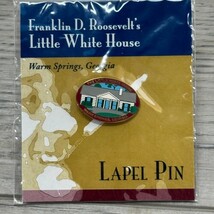 Franklin D. Roosevelt's
Little White House
Warm Springs, Georgia
Lapel Pin